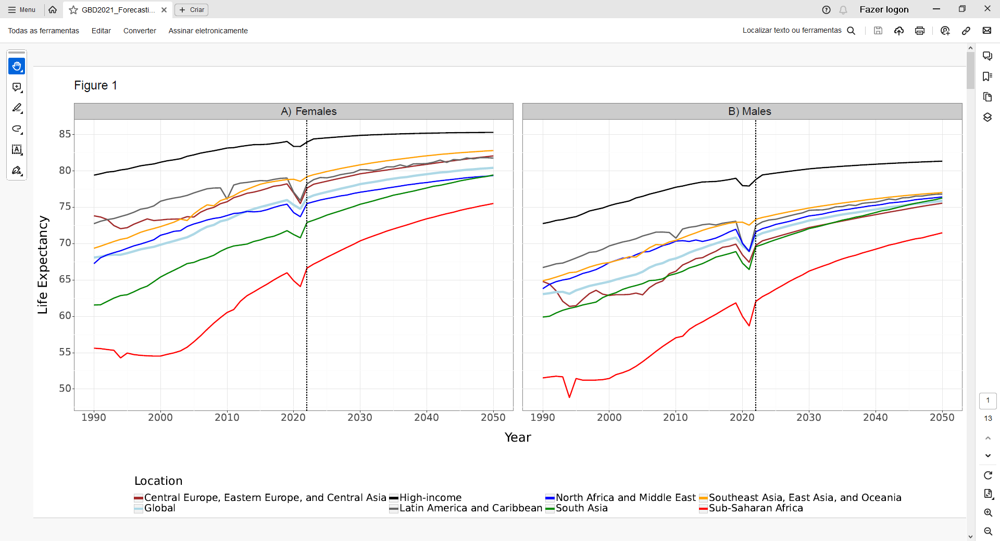 Menu
GBD2021_Forecasti...
Criar
Fazer logon
Todas as ferramentas
Editar
Converter
Assinar eletronicamente
Localizar texto ou ferramentas
Figure 1
A) Females
B) Males
85
80
75
70
65
60
55
50
Life Expectancy
1990 2000 2010 2020 2030 2040 2050
1990 2000 2010 2020 2030 2040 2050
Year
1
13
Location
Central Europe, Eastern Europe, and Central Asia
High-income
North Africa and Middle East
Southeast Asia, East Asia, and Oceania
Global
Latin America and Caribbean
South Asia
Sub-Saharan Africa